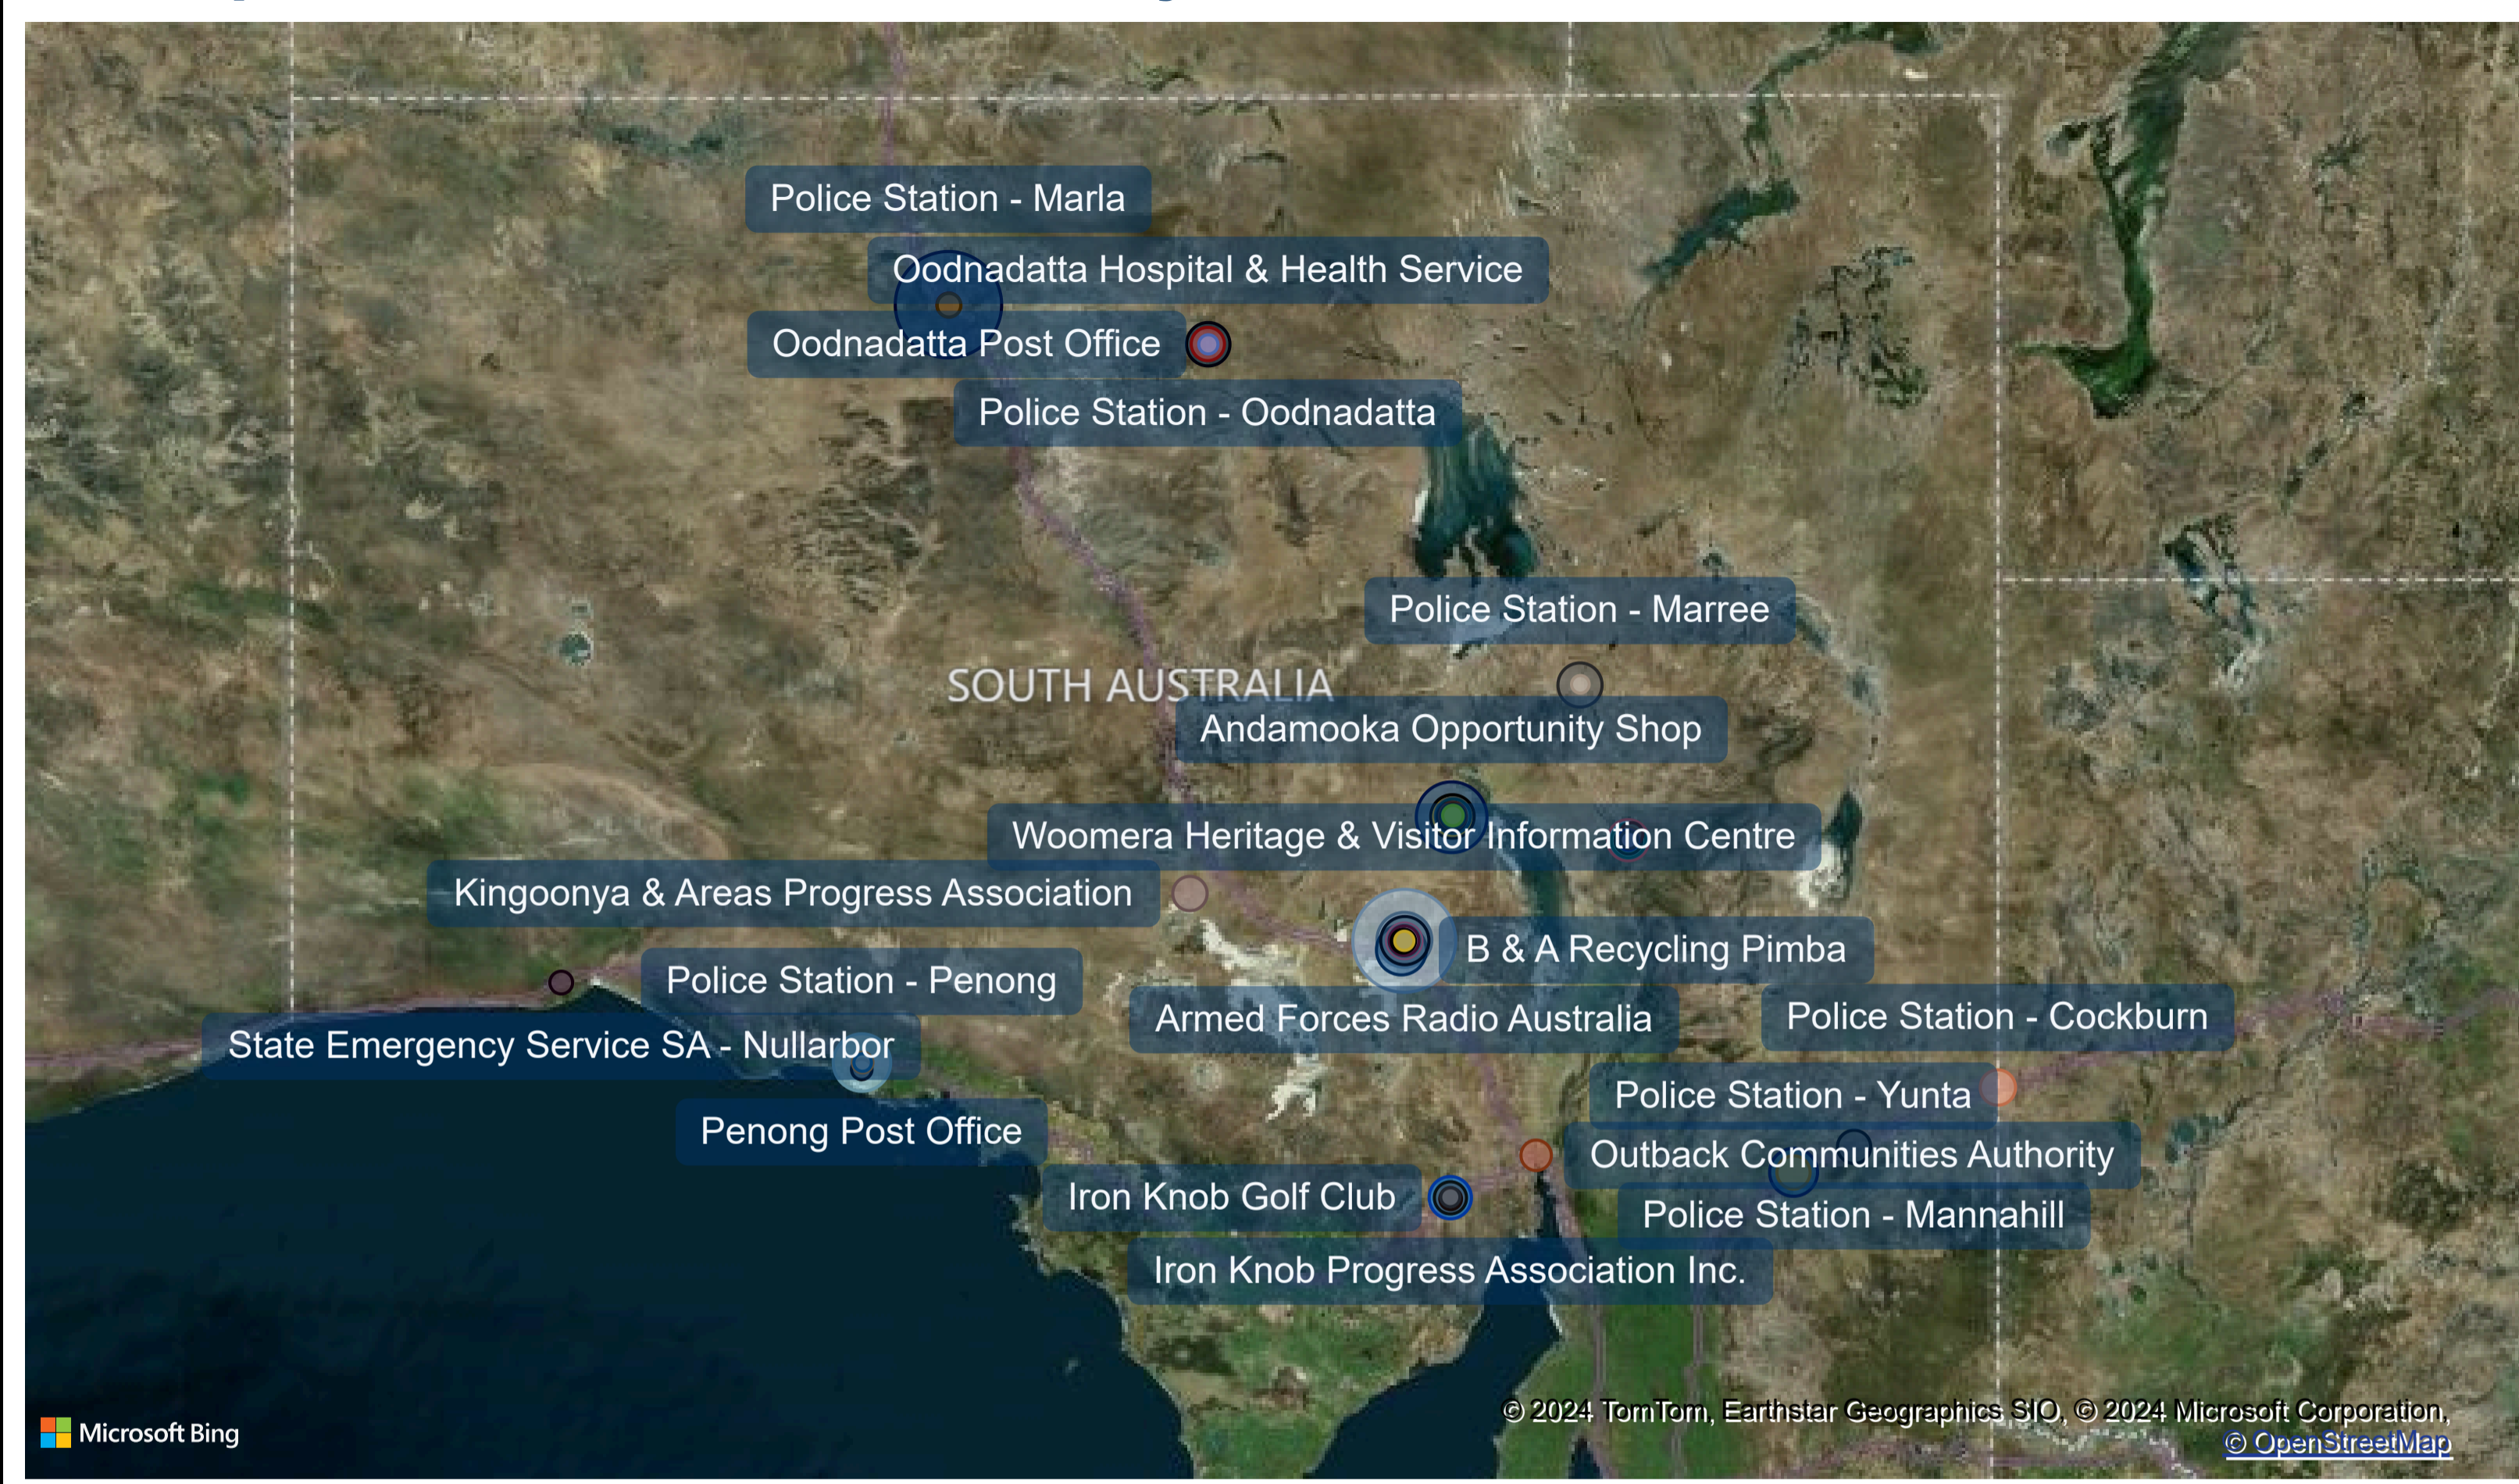 Police Station - Marla
Oodnadatta Hospital & Health Service
Oodnadatta Post Office
Police Station - Oodnadatta
Police Station - Marree
SOUTH AUSTRALIA
Andamooka Opportunity Shop
Woomera Heritage & Visitor Information Centre
Kingoonya & Areas Progress Association
B & A Recycling Pimba
Police Station - Penong
Armed Forces Radio Australia
Police Station - Cockburn
State Emergency Service SA - Nullarbor
Police Station - Yunta
Penong Post Office
Outback Communities Authority
Iron Knob Golf Club
Police Station - Mannahill
Iron Knob Progress Association Inc.
© 2024 TomTom, Earthstar Geographics SIO, © 2024 Microsoft Corporation,
© OpenStreetMap
Microsoft Bing